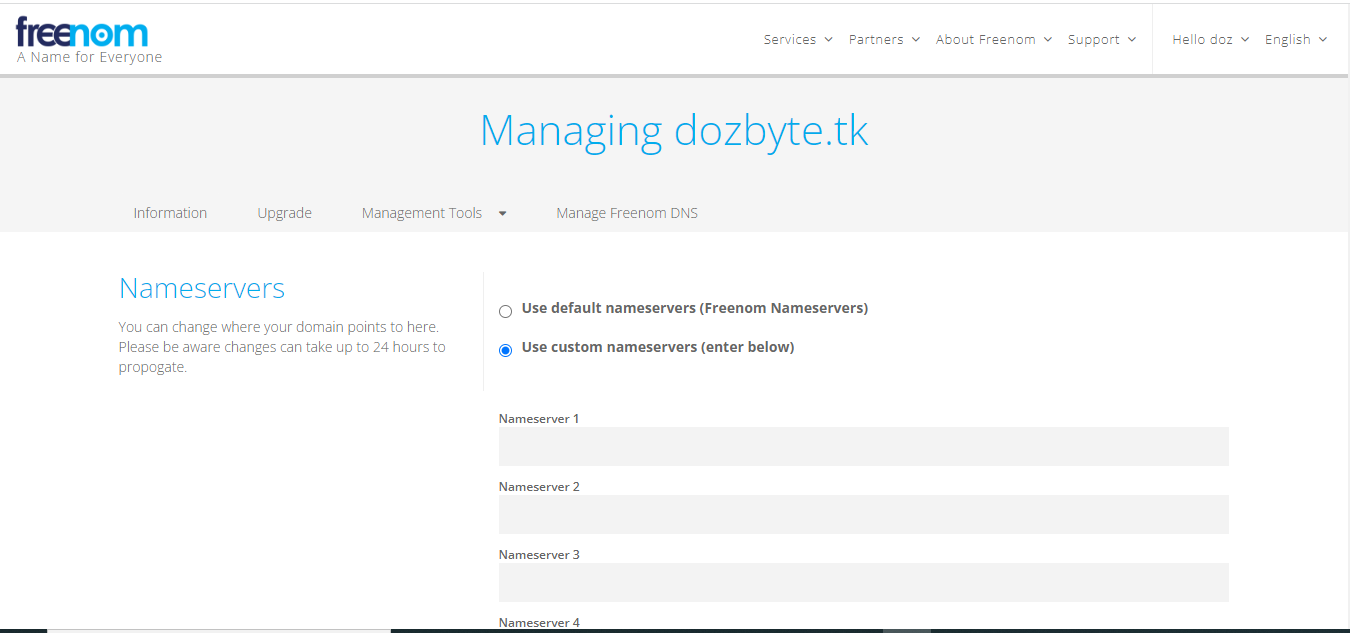 freenom
A Name for Everyone
Services Partners About Freenom Support Hello doz English
Managing dozbyte.tk
Information Upgrade Management Tools Manage Freenom DNS
Nameservers
You can change where your domain points to here.
Please be aware changes can take up to 24 hours to
propogate.
Use default nameservers (Freenom Nameservers)
Use custom nameservers (enter below)
Nameserver 1
Nameserver 2
Nameserver 3
Nameserver 4